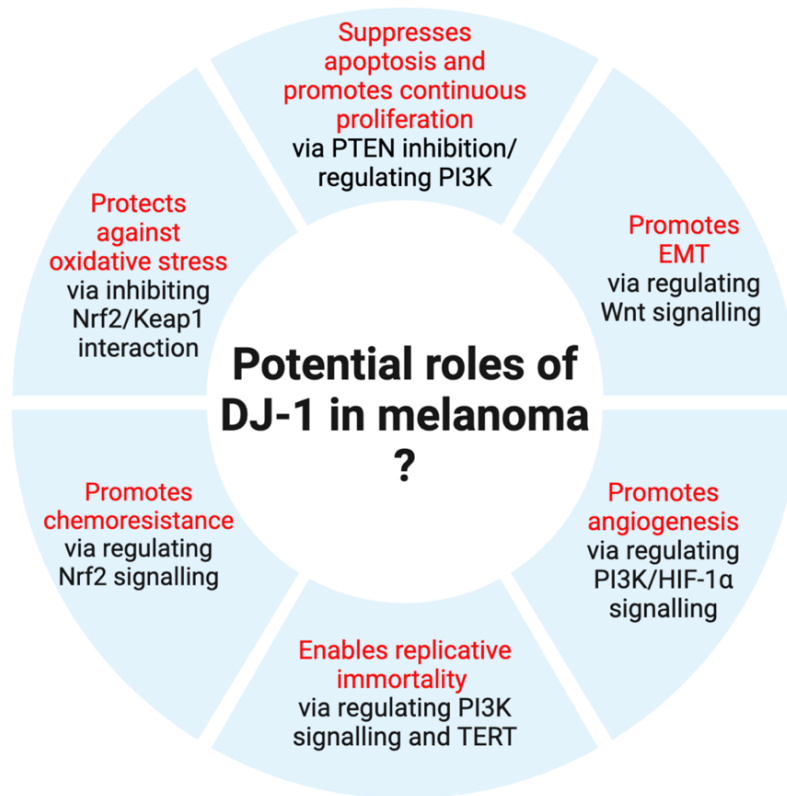 Potential roles of
DJ-1 in melanoma
?
Suppresses
apoptosis and
promotes continuous
proliferation
via PTEN inhibition/
regulating PI3K
Promotes
EMT
via regulating
Wnt signalling
Promotes
angiogenesis
via regulating
PI3K/HIF-1α
signalling
Enables replicative
immortality
via regulating PI3K
signalling and TERT
Promotes
chemoresistance
via regulating
Nrf2 signalling
Protects
against
oxidative stress
via inhibiting
Nrf2/Keap1
interaction